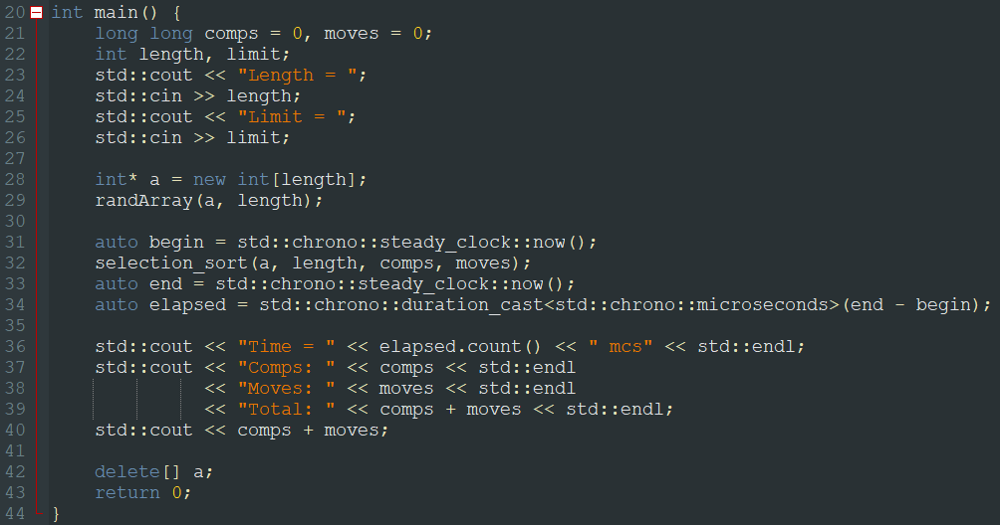 20 int main() {
21     long long comps = 0, moves = 0;
22     int length, limit;
23     std::cout << "Length = ";
24     std::cin >> length;
25     std::cout << "Limit = ";
26     std::cin >> limit;
27
28     int* a = new int[length];
29     randArray(a, length);
30
31     auto begin = std::chrono::steady_clock::now();
32     selection_sort(a, length, comps, moves);
33     auto end = std::chrono::steady_clock::now();
34     auto elapsed = std::chrono::duration_cast<std::chrono::microseconds>(end - begin);
35
36     std::cout << "Time = " << elapsed.count() << " mcs" << std::endl;
37     std::cout << "Comps: " << comps << std::endl
38               << "Moves: " << moves << std::endl
39               << "Total: " << comps + moves << std::endl;
40     std::cout << comps + moves;
41
42     delete[] a;
43     return 0;
44 }